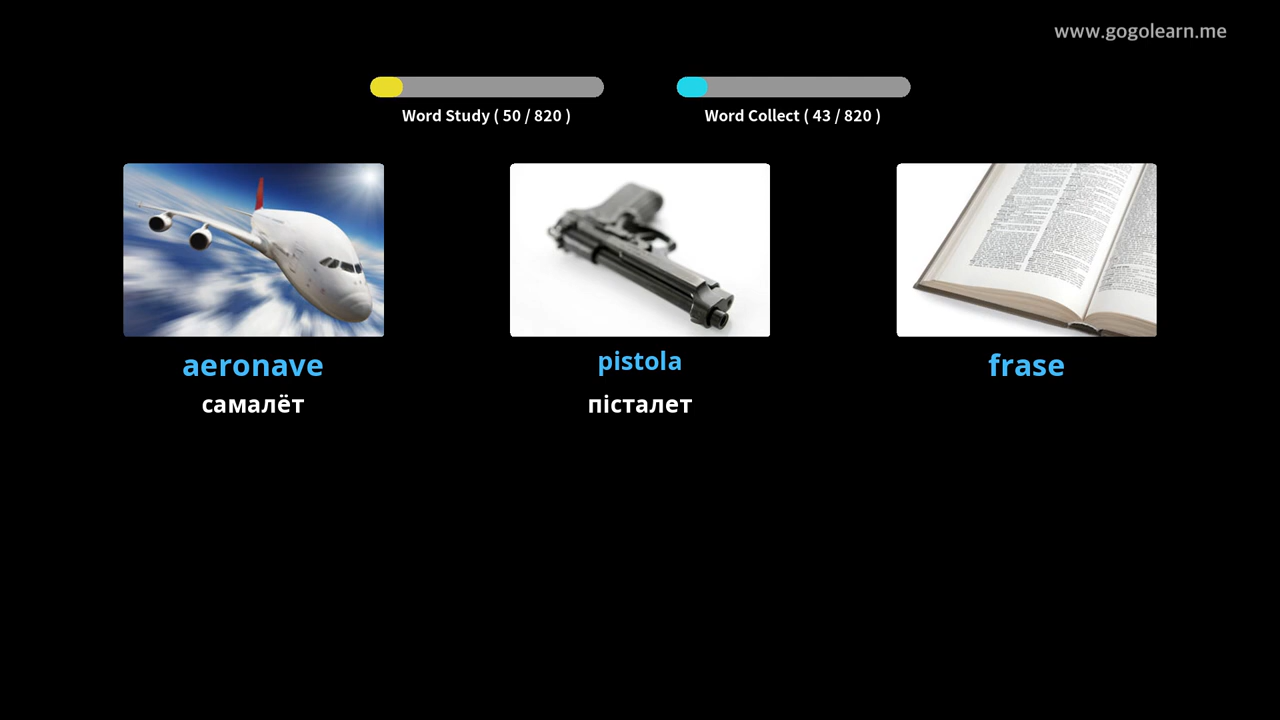 www.gogolearn.me
Word Study ( 50 / 820 )
Word Collect ( 43 / 820 )
aeronave
самалёт
pistola
пісталет
frase